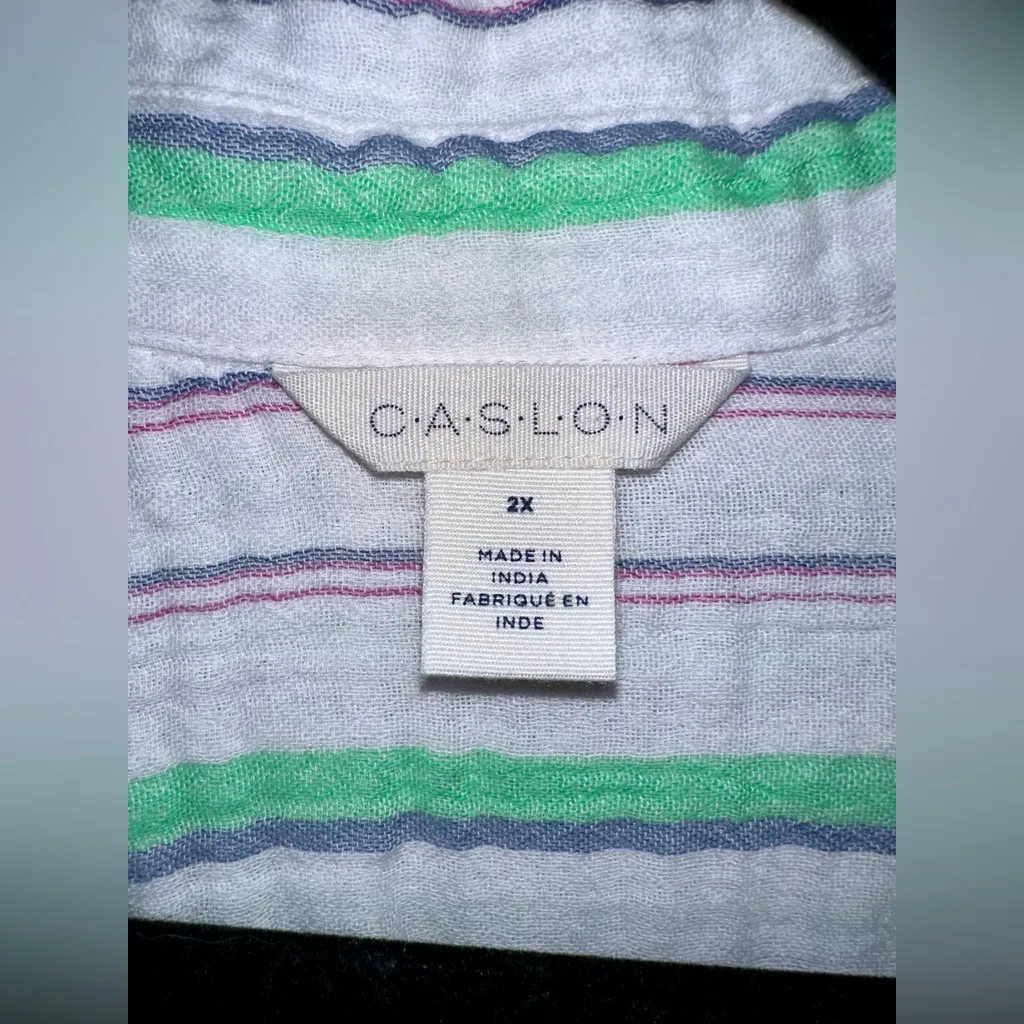 C·A·S·L·O·N
2X
MADE IN
INDIA
FABRIQUÉ EN
INDE